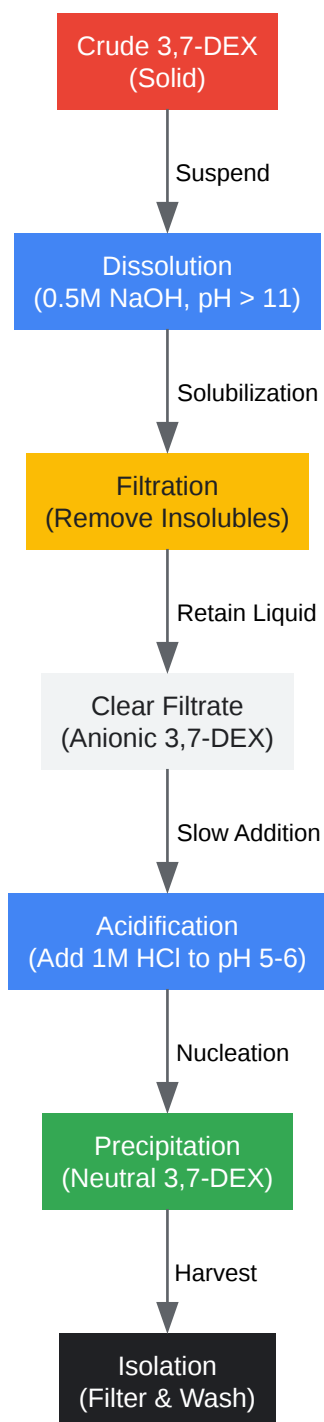 Crude 3,7-DEX
(Solid)
Suspend
Dissolution
(0.5M NaOH, pH > 11)
Solubilization
Filtration
(Remove Insolubles)
Retain Liquid
Clear Filtrate
(Anionic 3,7-DEX)
Slow Addition
Acidification
(Add 1M HCl to pH 5-6)
Nucleation
Precipitation
(Neutral 3,7-DEX)
Harvest
Isolation
(Filter & Wash)